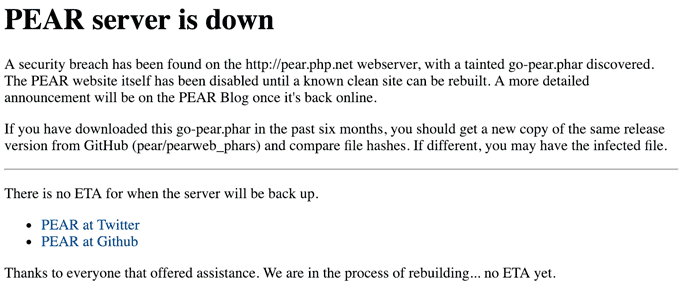 PEAR server is down
A security breach has been found on the http://pear.php.net webserver, with a tainted go-pear.phar discovered.
The PEAR website itself has been disabled until a known clean site can be rebuilt. A more detailed
announcement will be on the PEAR Blog once it's back online.
If you have downloaded this go-pear.phar in the past six months, you should get a new copy of the same release
version from GitHub (pear/pearweb_phars) and compare file hashes. If different, you may have the infected file.
There is no ETA for when the server will be back up.
• PEAR at Twitter
• PEAR at Github
Thanks to everyone that offered assistance. We are in the process of rebuilding... no ETA yet.